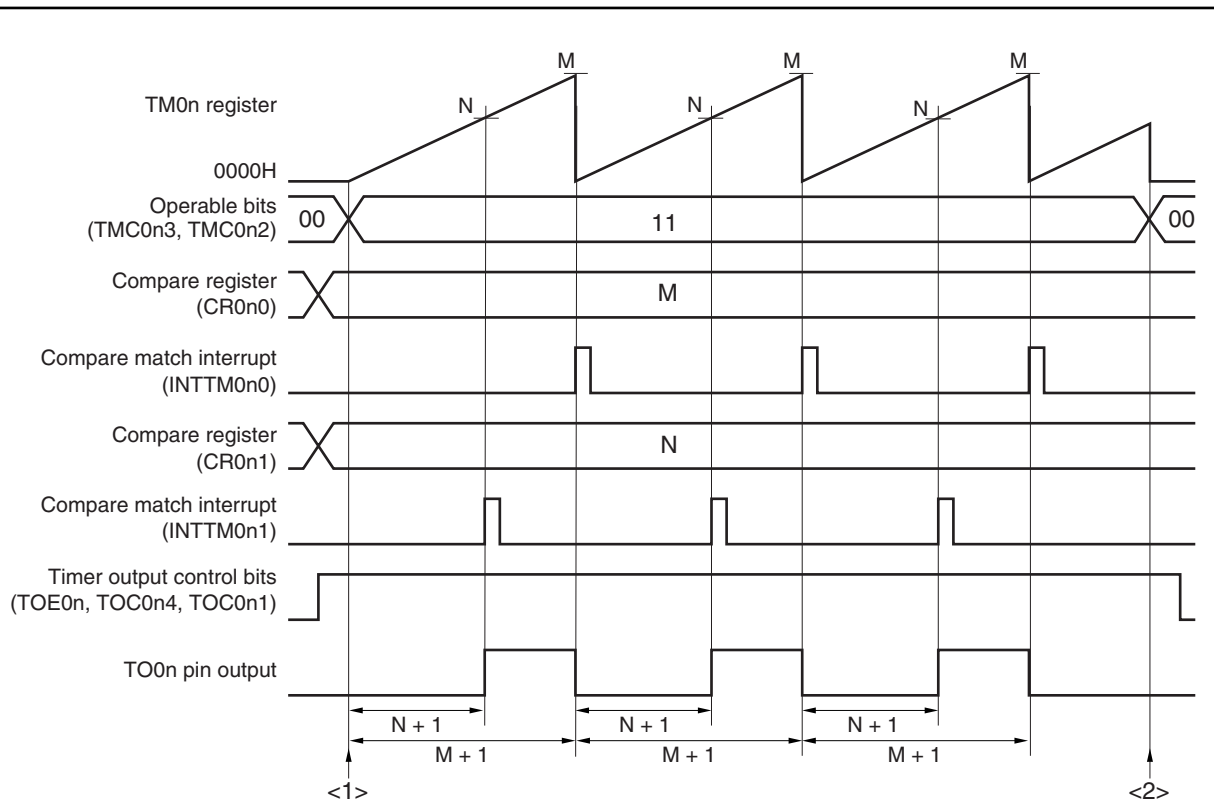 M M M
TM0n register N N N
0000H
Operable bits
(TMC0n3, TMC0n2) 00 11 00
Compare register
(CR0n0) M
Compare match interrupt
(INTTM0n0)
Compare register
(CR0n1) N
Compare match interrupt
(INTTM0n1)
Timer output control bits
(TOE0n, TOC0n4, TOC0n1)
TO0n pin output
N + 1 N + 1 N + 1
M + 1 M + 1 M + 1
<1> <2>